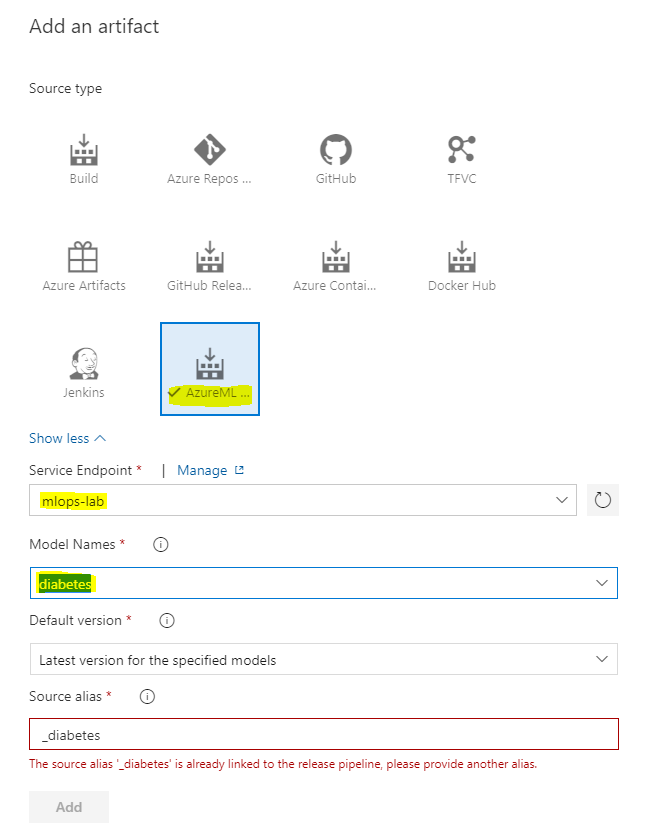 Add an artifact
Source type
Build
Azure Repos ...
GitHub
TFVC
Azure Artifacts
GitHub Relea...
Azure Contai...
Docker Hub
Jenkins
AzureML ...
Show less
Service Endpoint * | Manage
mlops-lab
Model Names *
diabetes
Default version *
Latest version for the specified models
Source alias *
_diabetes
The source alias '_diabetes' is already linked to the release pipeline, please provide another alias.
Add